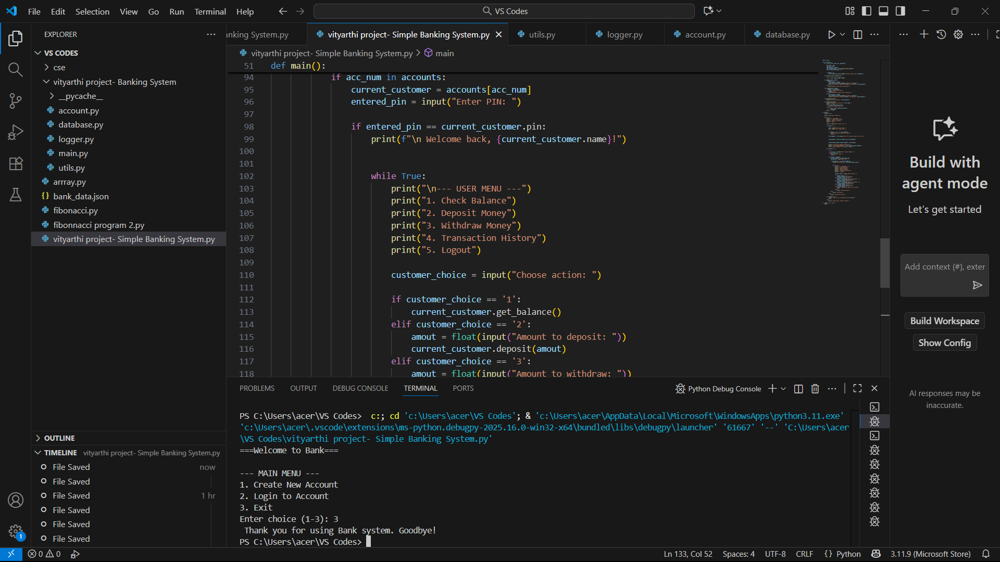 File Edit Selection View Go Run Terminal Help
VS Codes
EXPLORER
VS CODES
cse
vityarthi project- Banking System
__pycache__
account.py
database.py
logger.py
main.py
utils.py
arrray.py
bank_data.json
fibonacci.py
fibonnacci program 2.py
vityarthi project- Simple Banking System.py
OUTLINE
TIMELINE vityarthi project- Simple Banking System.py
File Saved now
File Saved
File Saved 1 hr
File Saved
File Saved
File Saved
nking System.py
vityarthi project- Simple Banking System.py
utils.py
logger.py
account.py
database.py
vityarthi project- Simple Banking System.py > main
51 def main():
94 if acc_num in accounts:
95 current_customer = accounts[acc_num]
96 entered_pin = input("Enter PIN: ")
97
98 if entered_pin == current_customer.pin:
99 print(f"\n Welcome back, {current_customer.name}!")
100
101
102 while True:
103 print("\n--- USER MENU ---")
104 print("1. Check Balance")
105 print("2. Deposit Money")
106 print("3. Withdraw Money")
107 print("4. Transaction History")
108 print("5. Logout")
109
110 customer_choice = input("Choose action: ")
111
112 if customer_choice == '1':
113 current_customer.get_balance()
114 elif customer_choice == '2':
115 amout = float(input("Amount to deposit: "))
116 current_customer.deposit(amout)
117 elif customer_choice == '3':
118 amout = float(input("Amount to withdraw: "))
PROBLEMS OUTPUT DEBUG CONSOLE TERMINAL PORTS
Python Debug Console
PS C:\Users\acer\VS Codes>  c:; cd 'c:\Users\acer\VS Codes'; & 'c:\Users\acer\AppData\Local\Microsoft\WindowsApps\python3.11.exe'
'c:\Users\acer\.vscode\extensions\ms-python.debugpy-2025.16.0-win32-x64\bundled\libs\debugpy\launcher' '61667' '--' 'C:\Users\acer
\VS Codes\vityarthi project- Simple Banking System.py'
===Welcome to Bank===
--- MAIN MENU ---
1. Create New Account
2. Login to Account
3. Exit
Enter choice (1-3): 3
Thank you for using Bank system. Goodbye!
PS C:\Users\acer\VS Codes>
Build with
agent mode
Let's get started
Add context (#), exter
Build Workspace
Show Config
AI responses may be
inaccurate.
1
0 0
Ln 133, Col 52 Spaces: 4 UTF-8 CRLF {} Python 3.11.9 (Microsoft Store)